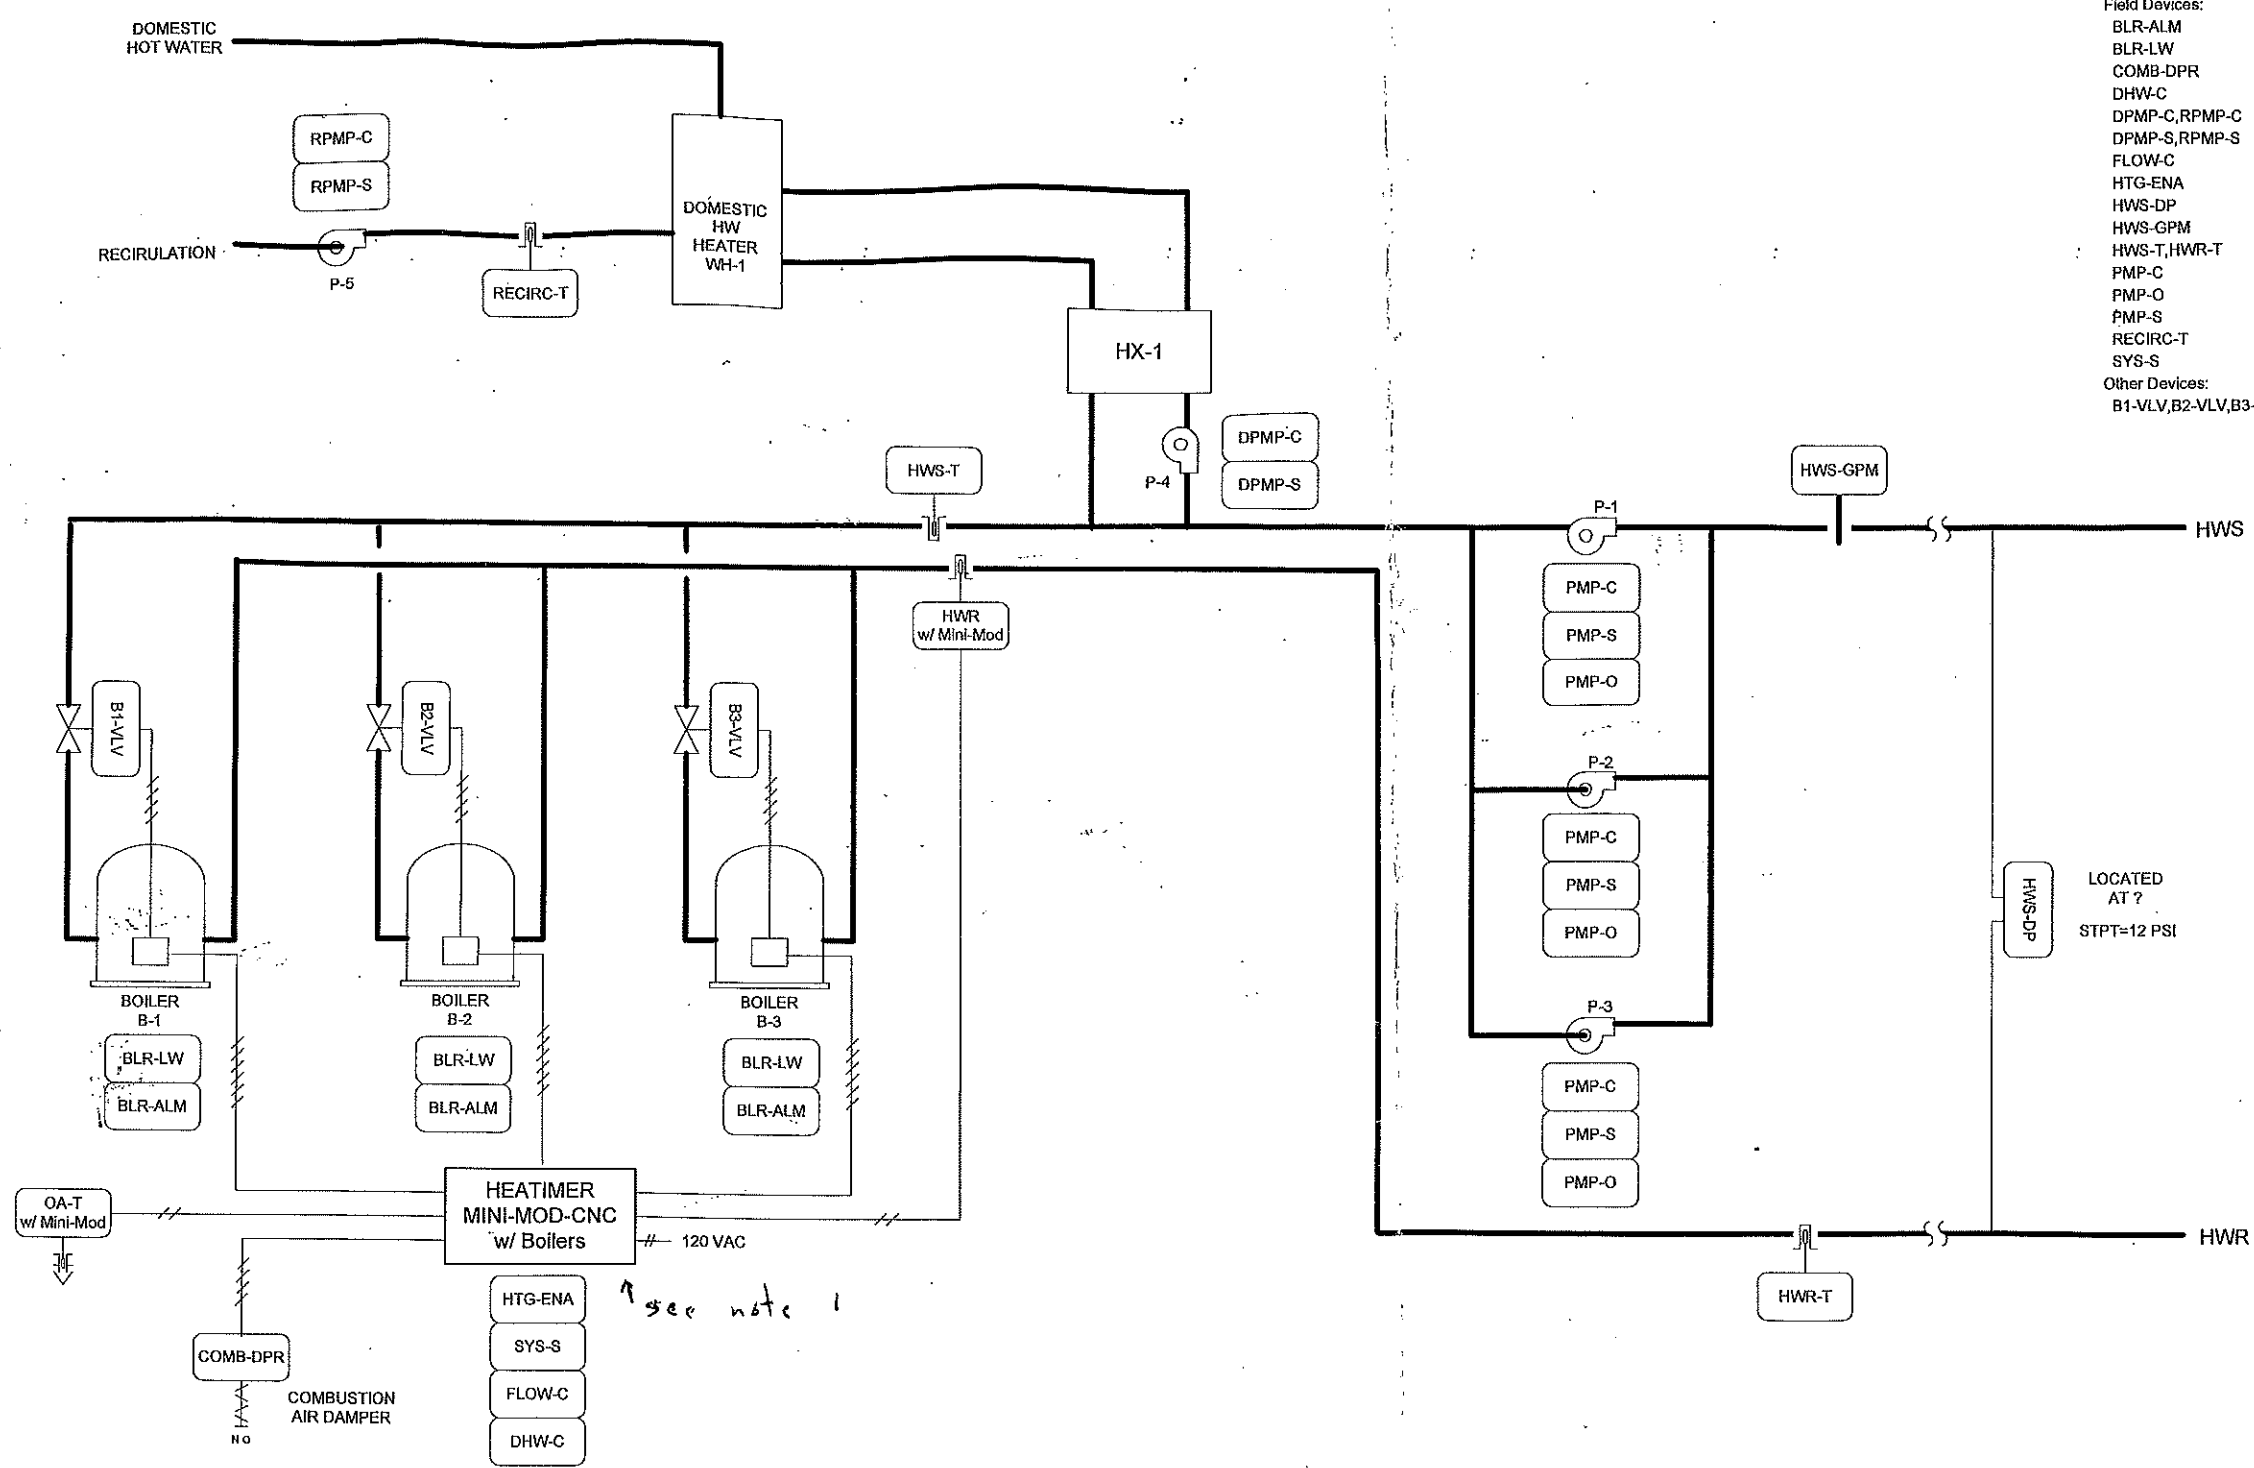 DOMESTIC
HOT WATER
RPMP-C
RPMP-S
RECIRULATION
P-5
RECIRC-T
DOMESTIC
HW
HEATER
WH-1
HX-1
P-4
DPMP-C
DPMP-S
Field Devices:
BLR-ALM
BLR-LW
COMB-DPR
DHW-C
DPMP-C,RPMP-C
DPMP-S,RPMP-S
FLOW-C
HTG-ENA
HWS-DP
HWS-GPM
HWS-T,HWR-T
PMP-C
PMP-O
PMP-S
RECIRC-T
SYS-S
Other Devices:
B1-VLV,B2-VLV,B3-
HWS-T
HWR
w/ Mini-Mod
HWS-GPM
HWS
P-1
PMP-C
PMP-S
PMP-O
P-2
PMP-C
PMP-S
PMP-O
P-3
PMP-C
PMP-S
PMP-O
HWS-DP
LOCATED
AT ?
STPT=12 PSI
HWR
HWR-T
B1-VLV
B2-VLV
B3-VLV
BOILER
B-1
BLR-LW
BLR-ALM
BOILER
B-2
BLR-LW
BLR-ALM
BOILER
B-3
BLR-LW
BLR-ALM
OA-T
w/ Mini-Mod
HEATIMER
MINI-MOD-CNC
w/ Boilers
120 VAC
see note 1
HTG-ENA
SYS-S
FLOW-C
DHW-C
COMB-DPR
COMBUSTION
AIR DAMPER